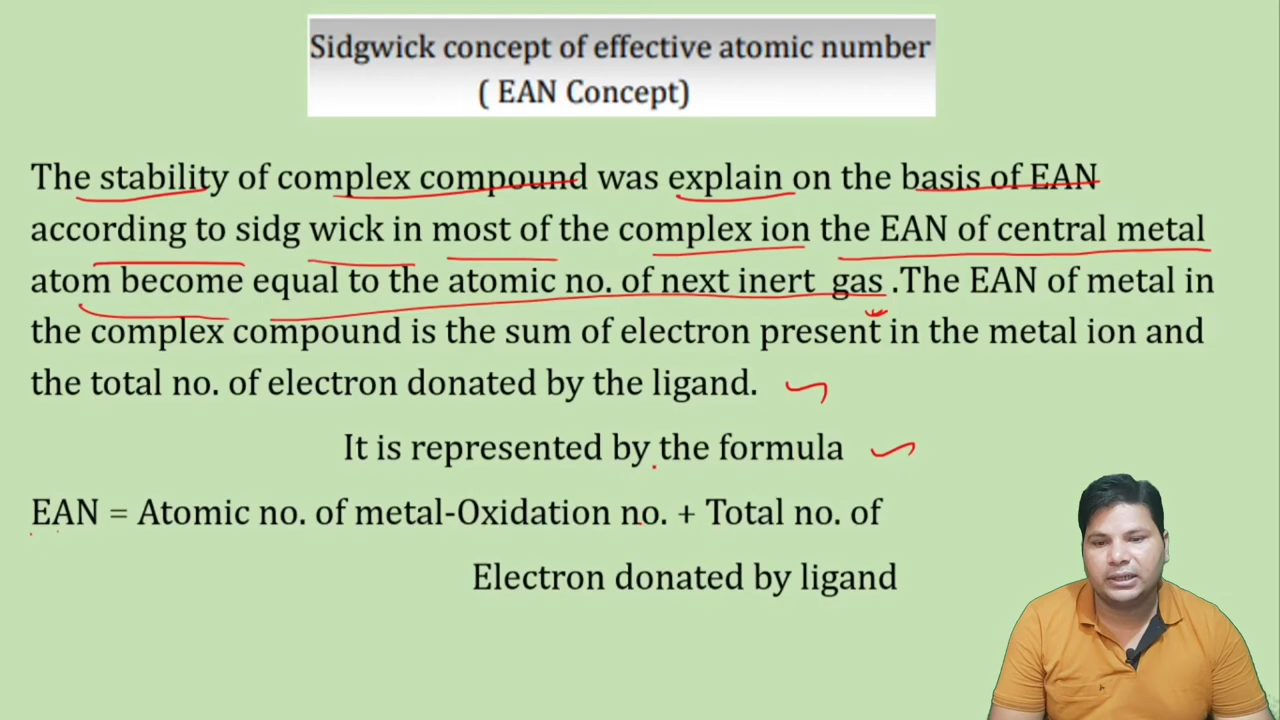 Sidgwick concept of effective atomic number
( EAN Concept)
The stability of complex compound was explain on the basis of EAN
according to sidg wick in most of the complex ion the EAN of central metal
atom become equal to the atomic no. of next inert gas .The EAN of metal in
the complex compound is the sum of electron present in the metal ion and
the total no. of electron donated by the ligand.
It is represented by the formula
EAN = Atomic no. of metal-Oxidation no. + Total no. of
Electron donated by ligand